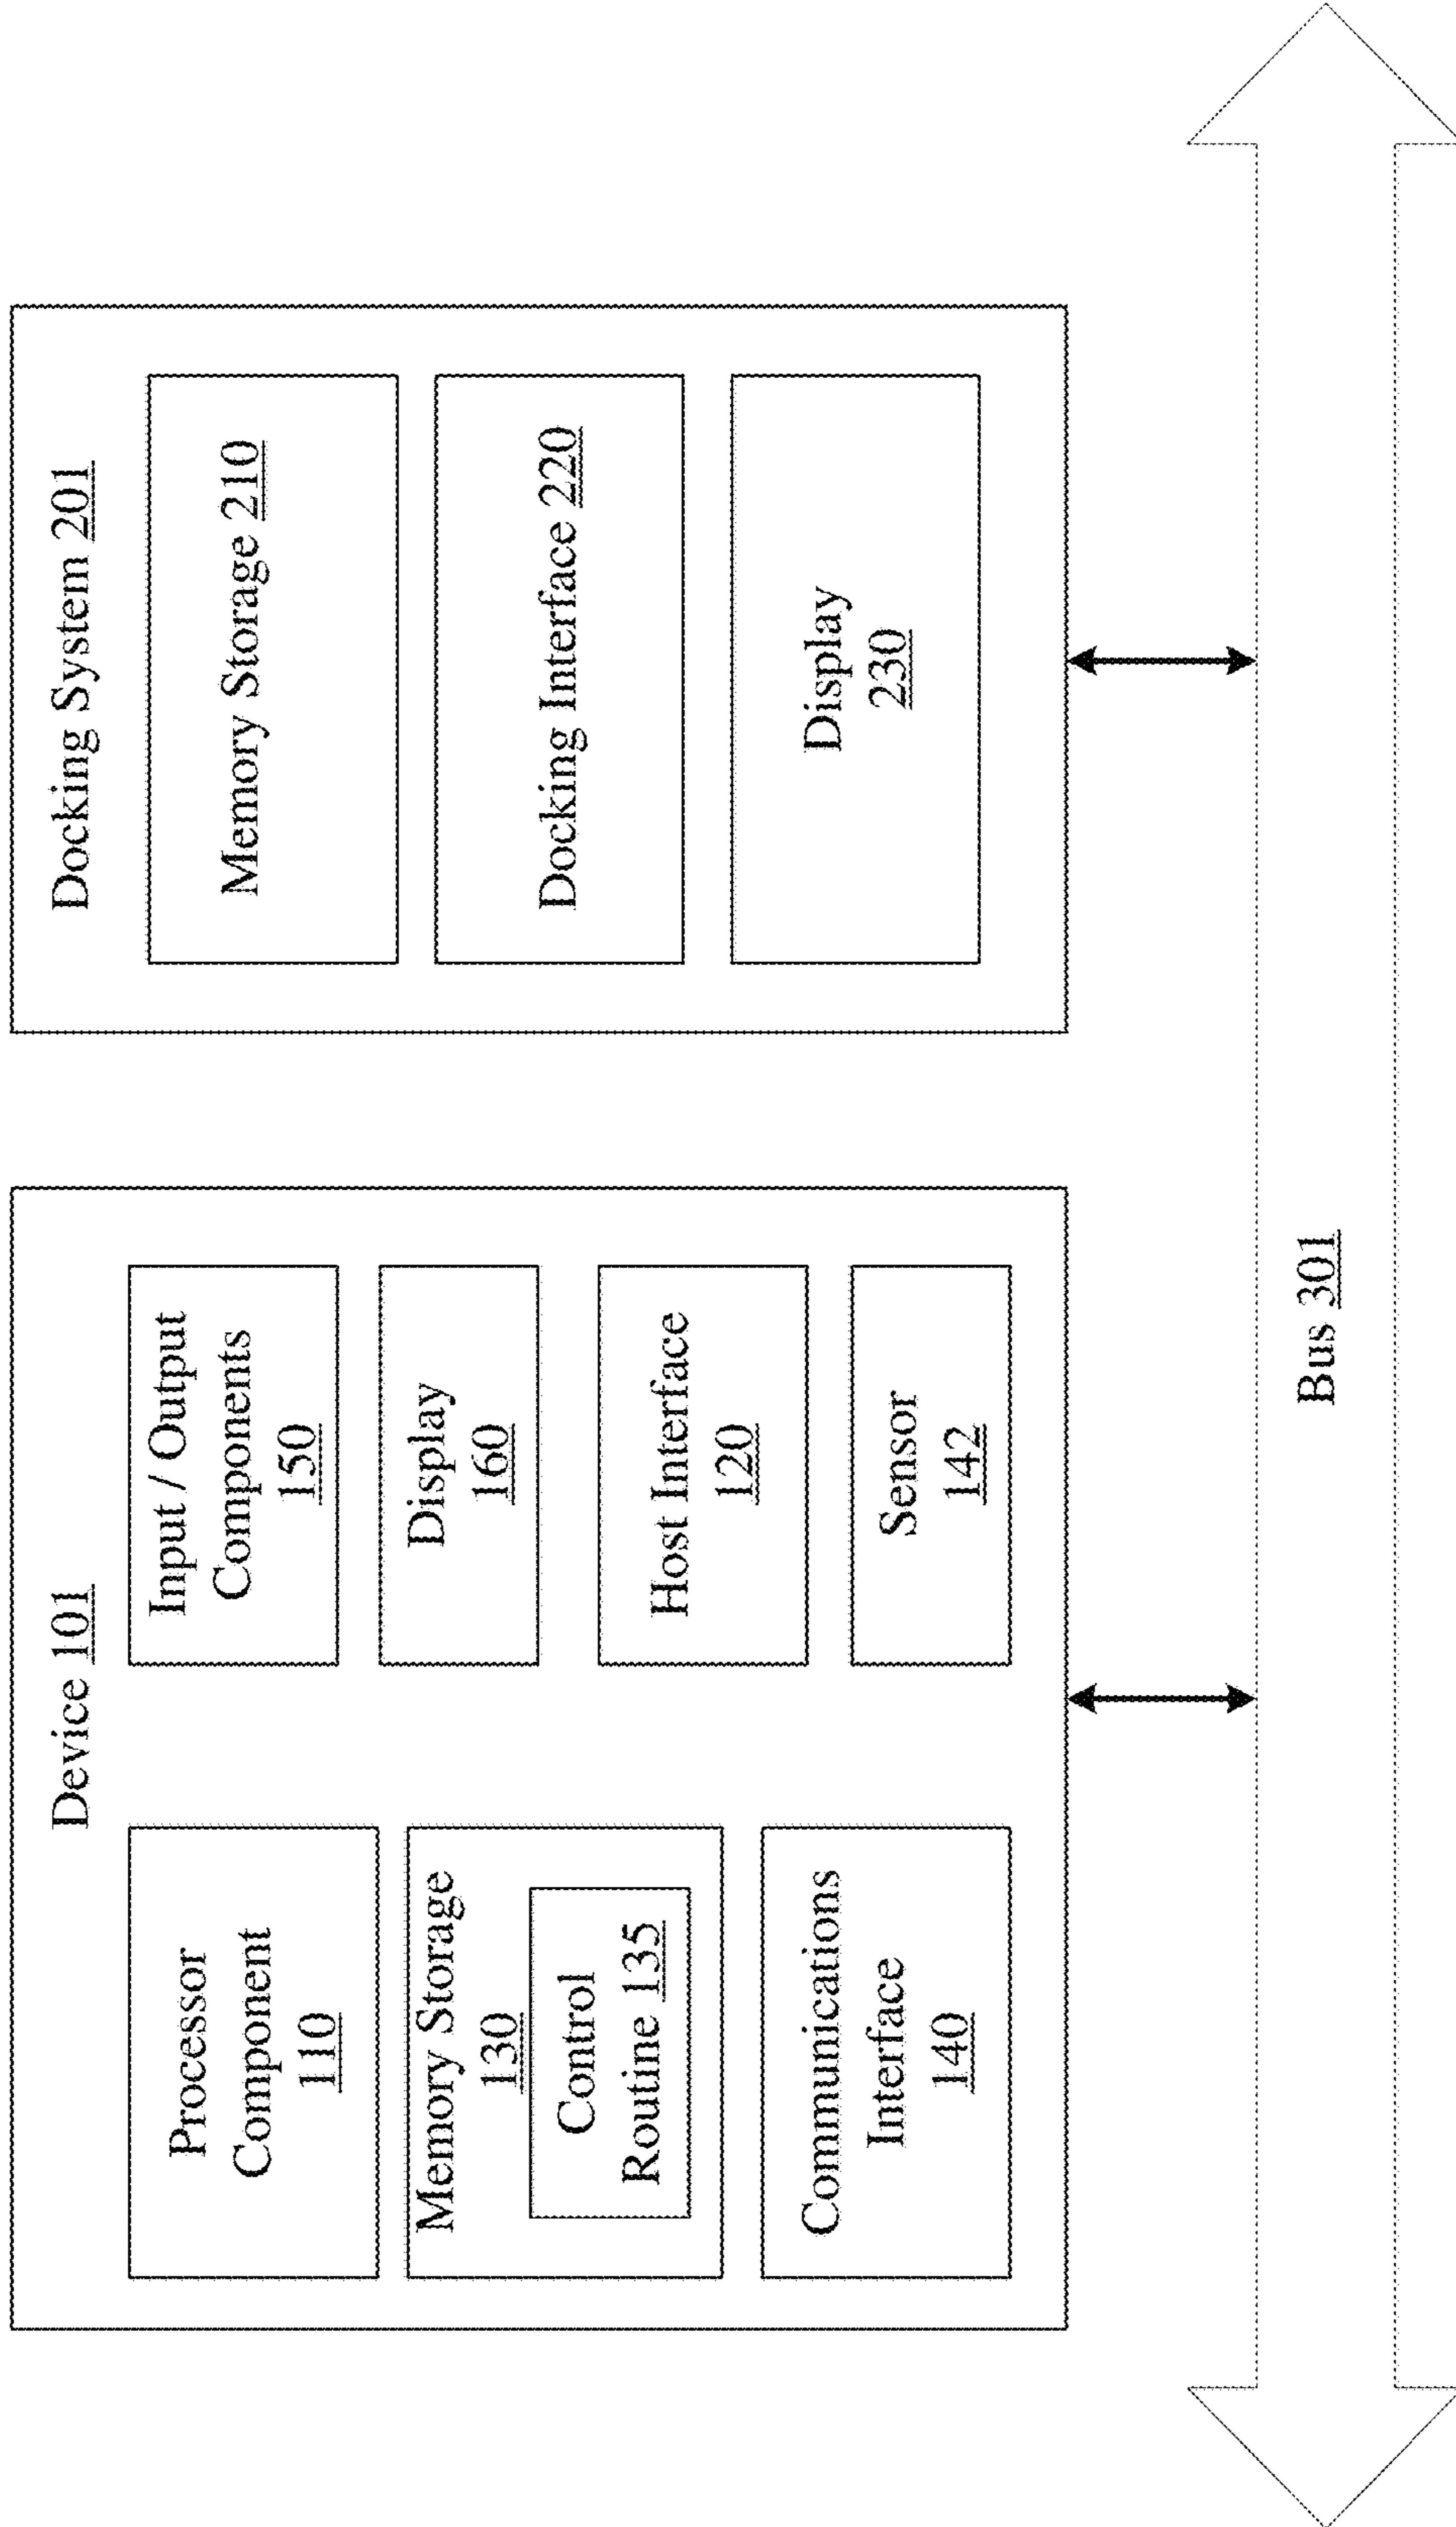 Device 101
Processor
Component
110
Memory Storage
130
Control
Routine 135
Communications
Interface
140
Input / Output
Components
150
Display
160
Host Interface
120
Sensor
142
Docking System 201
Memory Storage 210
Docking Interface 220
Display
230
Bus 301